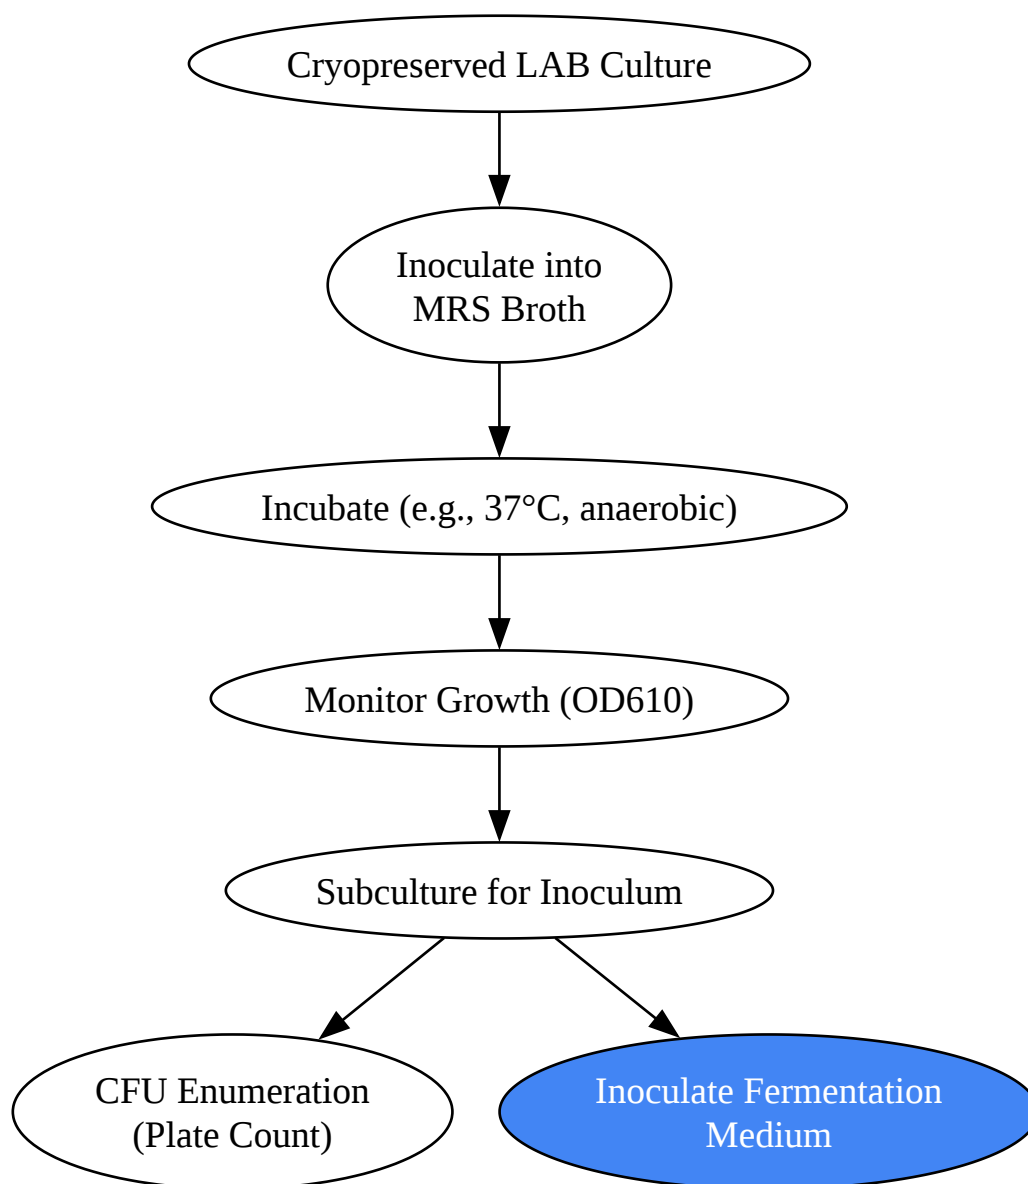 Cryopreserved LAB Culture
Inoculate into
MRS Broth
Incubate (e.g., 37°C, anaerobic)
Monitor Growth (OD610)
Subculture for Inoculum
CFU Enumeration
(Plate Count)
Inoculate Fermentation
Medium